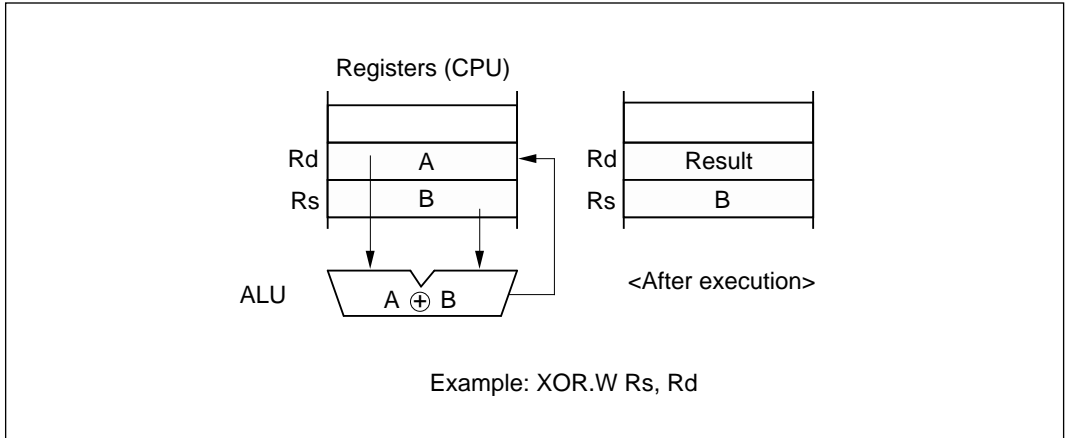 Registers (CPU)
Rd A
Rs B
ALU A ⊕ B
Rd Result
Rs B
<After execution>
Example: XOR.W Rs, Rd